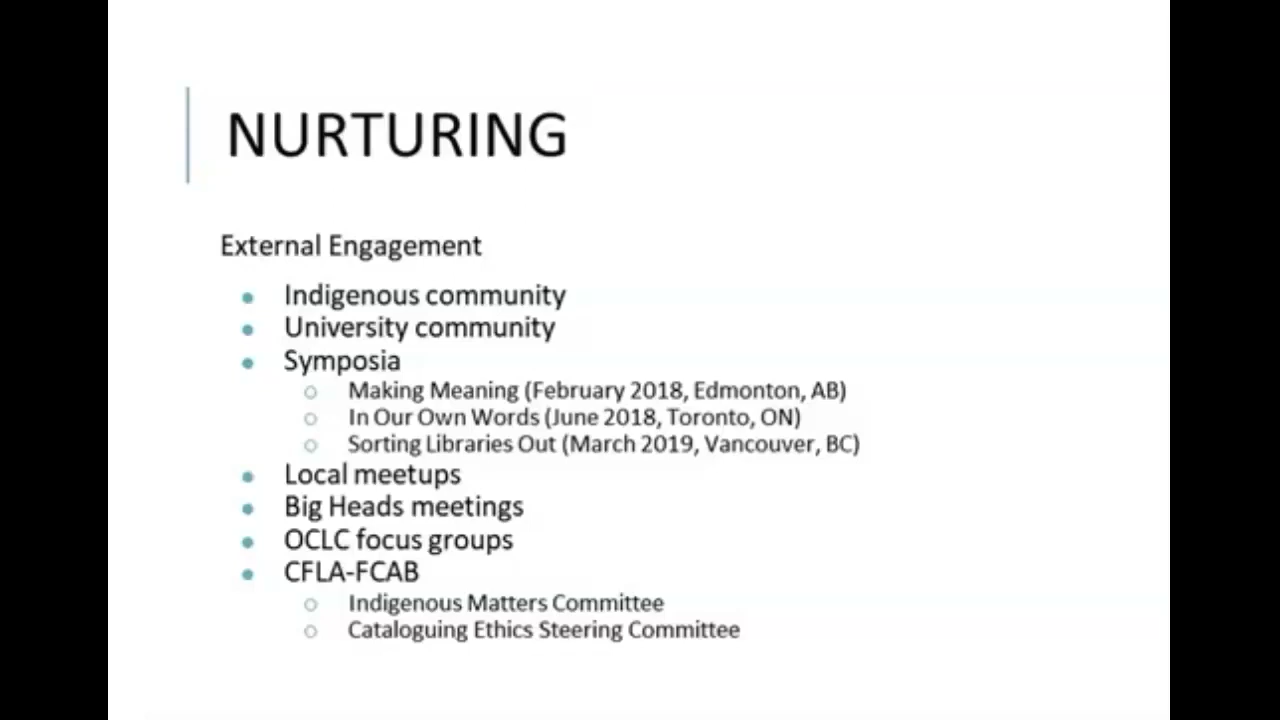 NURTURING
External Engagement
Indigenous community
University community
Symposia
Making Meaning (February 2018, Edmonton, AB)
In Our Own Words (June 2018, Toronto, ON)
Sorting Libraries Out (March 2019, Vancouver, BC)
Local meetups
Big Heads meetings
OCLC focus groups
CFLA-FCAB
Indigenous Matters Committee
Cataloguing Ethics Steering Committee